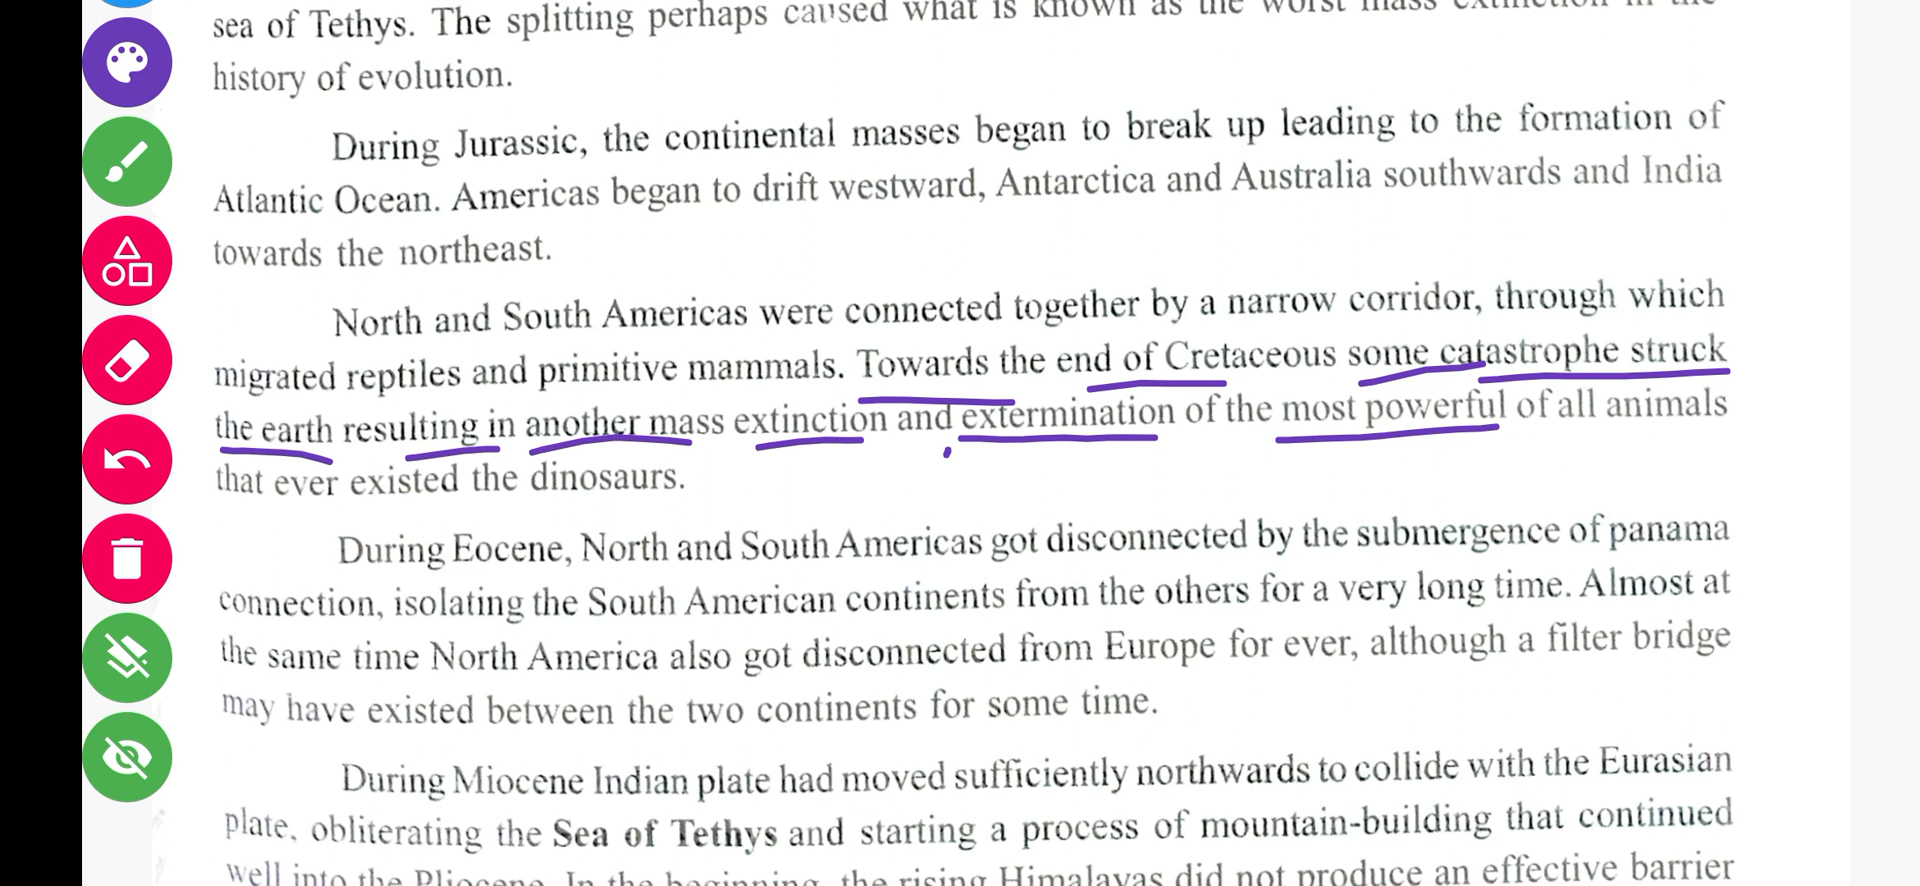 sea of Tethys. The splitting perhaps caused what is known as the worst mass extinction in the
history of evolution.
During Jurassic, the continental masses began to break up leading to the formation of
Atlantic Ocean. Americas began to drift westward, Antarctica and Australia southwards and India
towards the northeast.
North and South Americas were connected together by a narrow corridor, through which
migrated reptiles and primitive mammals. Towards the end of Cretaceous some catastrophe struck
the earth resulting in another mass extinction and extermination of the most powerful of all animals
that ever existed the dinosaurs.
During Eocene, North and South Americas got disconnected by the submergence of panama
connection, isolating the South American continents from the others for a very long time. Almost at
the same time North America also got disconnected from Europe for ever, although a filter bridge
may have existed between the two continents for some time.
During Miocene Indian plate had moved sufficiently northwards to collide with the Eurasian
plate, obliterating the Sea of Tethys and starting a process of mountain-building that continued
well into the Pliocene. In the beginning, the rising Himalayas did not produce an effective barrier